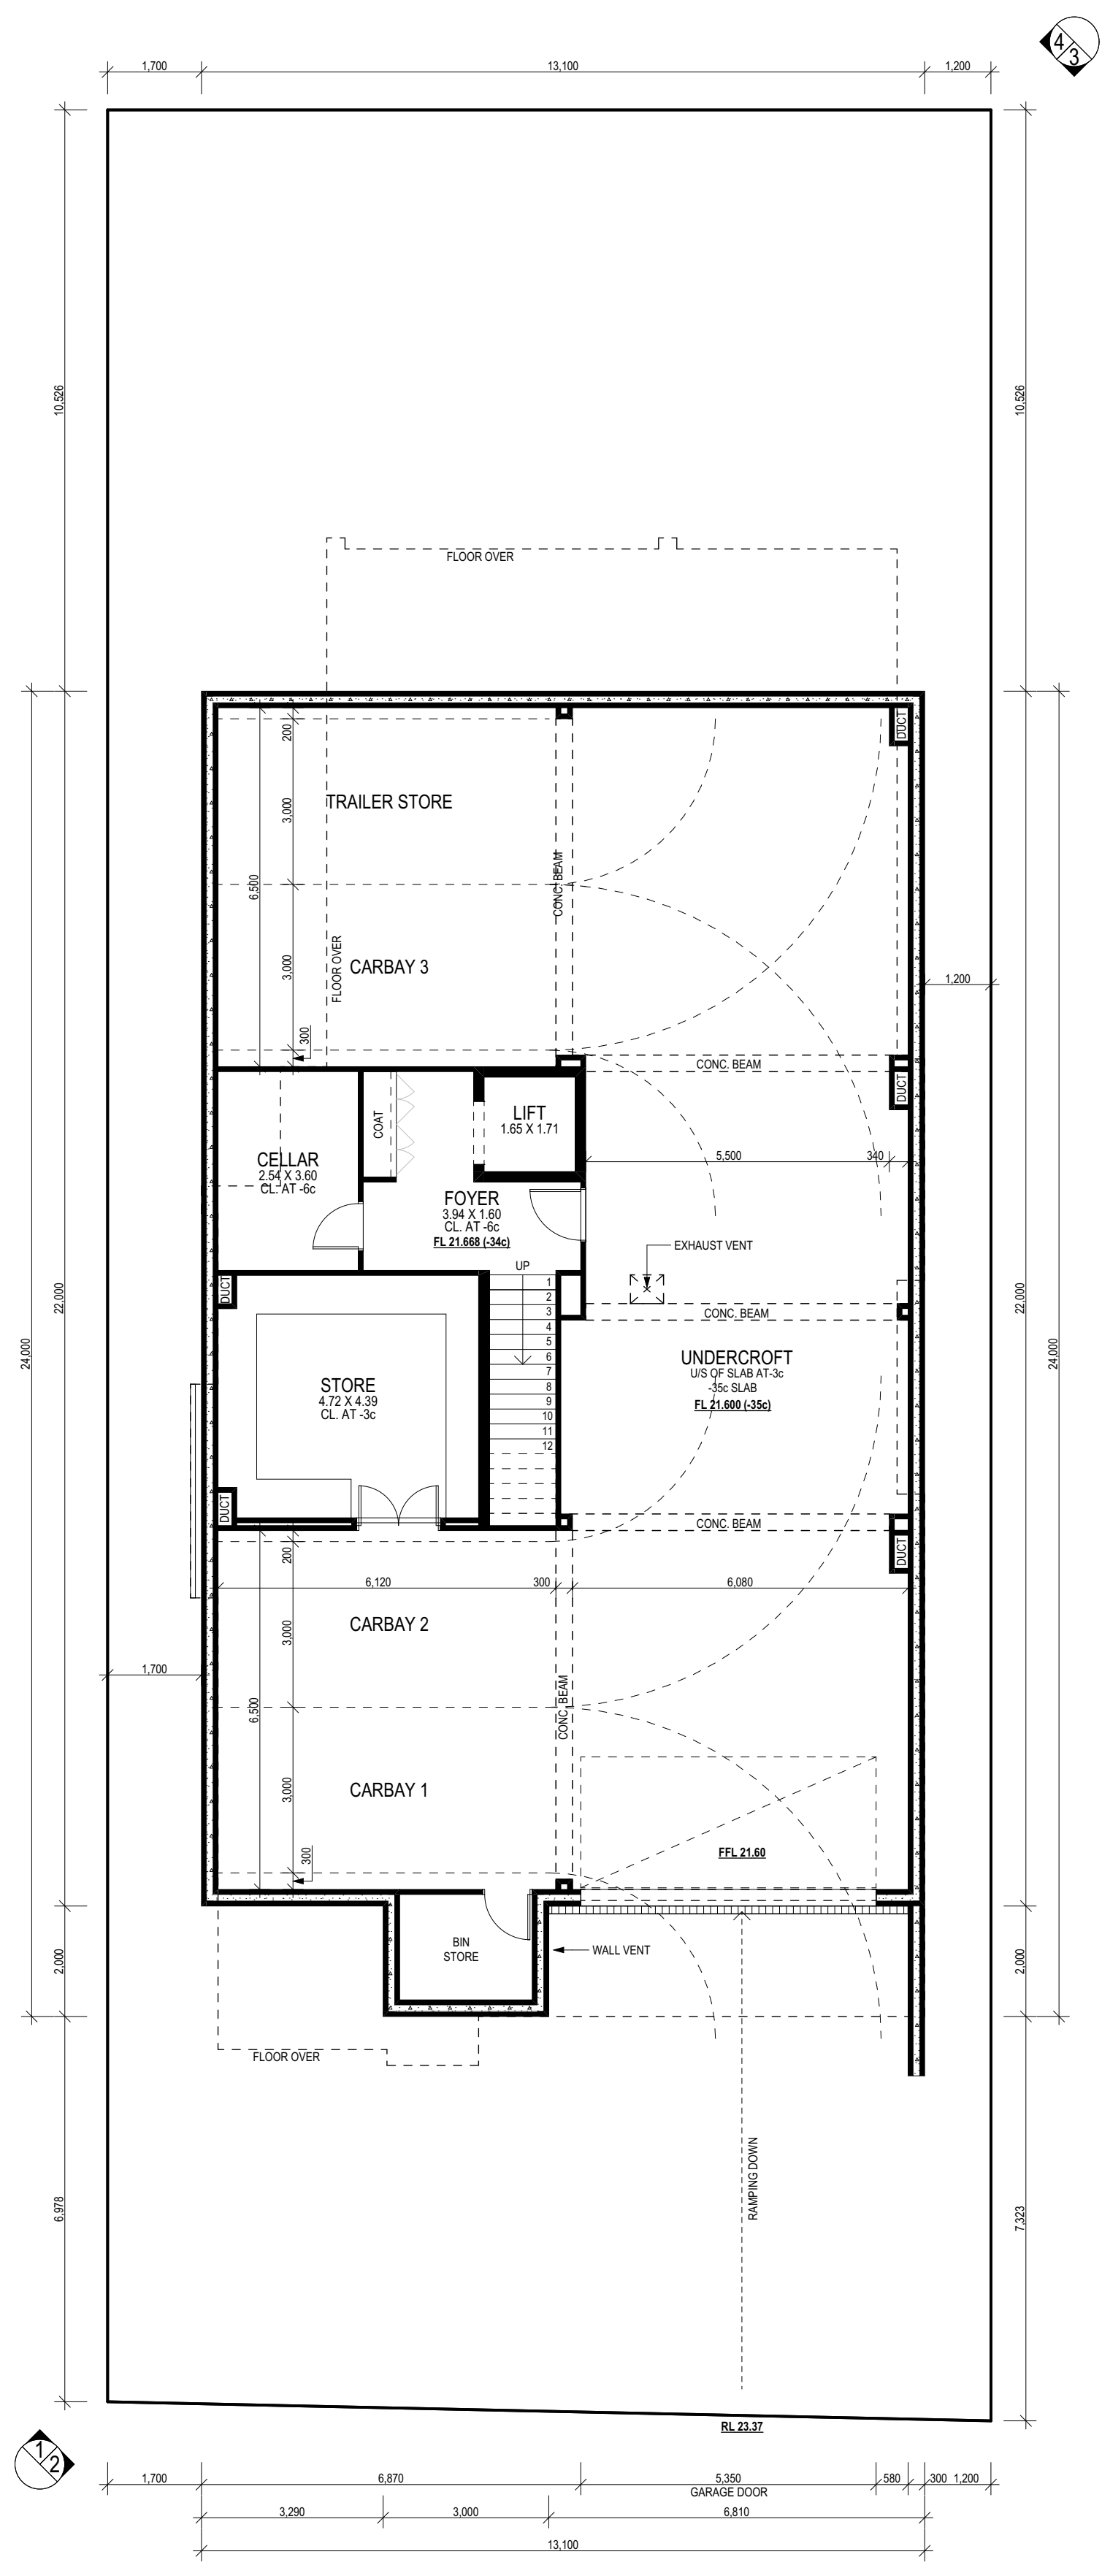 4
3
1,700
13,100
1,200
10,526
10,526
FLOOR OVER
DUCT
200
3,000
TRAILER STORE
CONC. BEAM
6,500
3,000
CARBAY 3
FLOOR OVER
1,200
300
CONC. BEAM
COAT
LIFT
1.65 X 1.71
DUCT
CELLAR
2.54 X 3.60
CL. AT -6c
5,500
340
FOYER
3.94 X 1.60
CL. AT -6c
FL 21.668 (-34c)
EXHAUST VENT
UP
DUCT
1
2
3
4
5
6
7
8
9
10
11
12
22,000
22,000
CONC. BEAM
24,000
24,000
UNDERCROFT
U/S OF SLAB AT-3c
-35c SLAB
FL 21.600 (-35c)
STORE
4.72 X 4.39
CL. AT -3c
DUCT
CONC. BEAM
DUCT
200
6,120
300
6,080
3,000
CARBAY 2
1,700
6,500
CONC. BEAM
3,000
CARBAY 1
FFL 21.60
300
BIN
STORE
WALL VENT
2,000
2,000
FLOOR OVER
RAMPING DOWN
6,978
7,323
RL 23.37
1
2
1,700
6,870
5,350
580
300
1,200
GARAGE DOOR
3,290
3,000
6,810
13,100